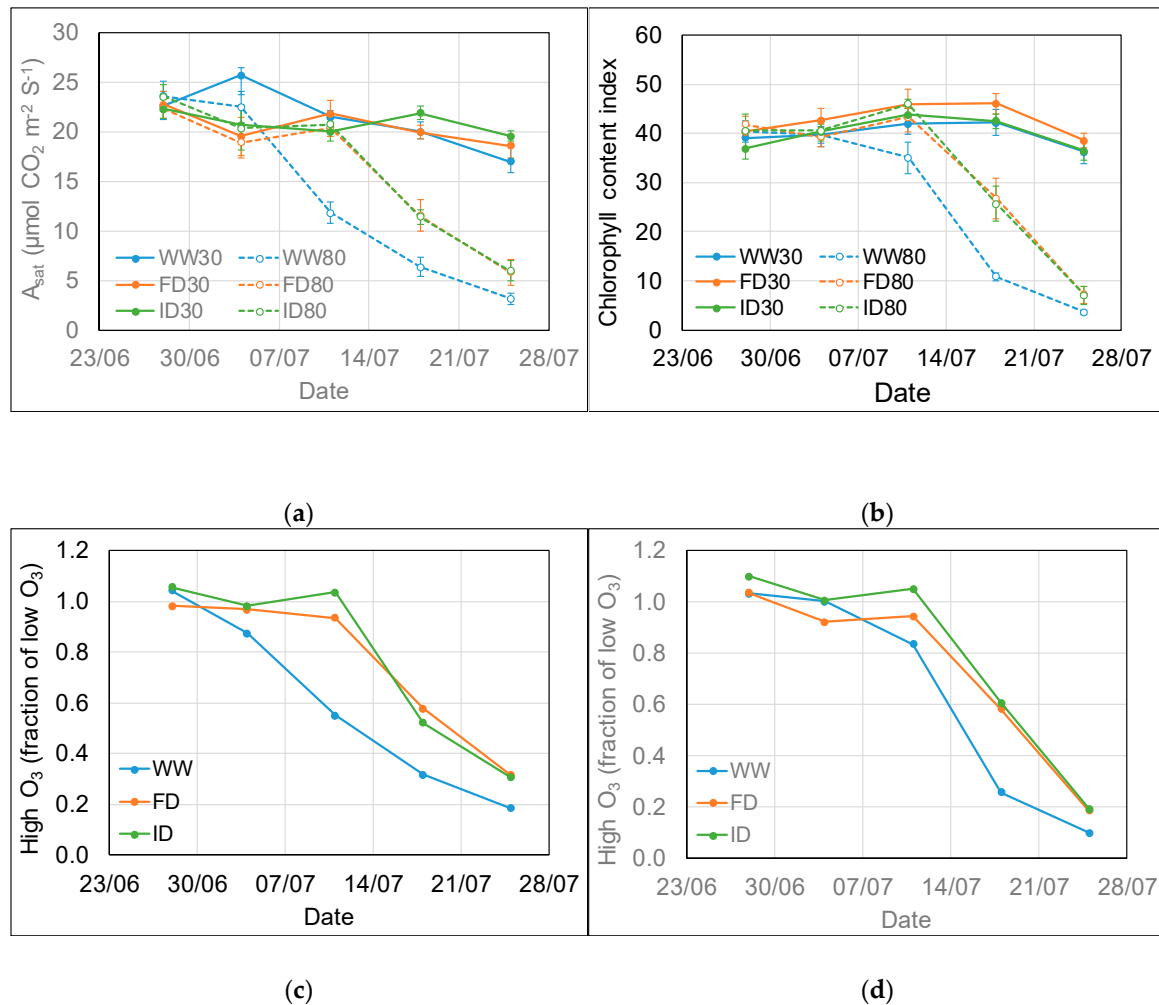 30
25
20
15
10
5
0
A_sat (µmol CO2 m-2 S-1)
WW30 WW80
FD30 FD80
ID30 ID80
23/06 30/06 07/07 14/07 21/07 28/07
Date
60
50
40
30
20
10
0
Chlorophyll content index
WW30 WW80
FD30 FD80
ID30 ID80
23/06 30/06 07/07 14/07 21/07 28/07
Date
(a)
(b)
1.2
1.0
0.8
0.6
0.4
0.2
0.0
High O3 (fraction of low O3)
WW
FD
ID
23/06 30/06 07/07 14/07 21/07 28/07
Date
1.2
1.0
0.8
0.6
0.4
0.2
0.0
High O3 (fraction of low O3)
WW
FD
ID
23/06 30/06 07/07 14/07 21/07 28/07
Date
(c)
(d)